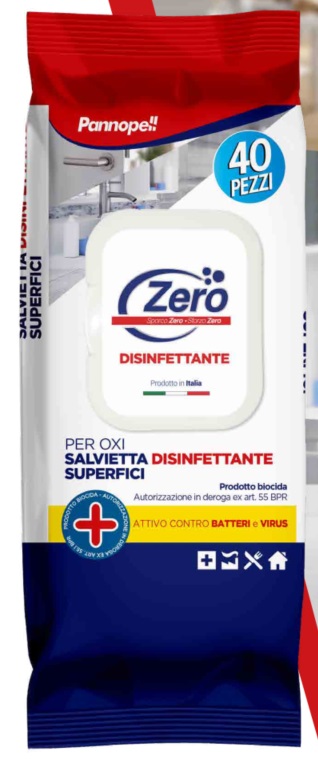 Pannopell
40
PEZZI
SALVIETTA DISINFETTANTE
SUPERFICI
Zero
Sporco Zero • Sforzo Zero
DISINFETTANTE
Prodotto in Italia
PER OXI
SALVIETTA DISINFETTANTE
SUPERFICI
Prodotto biocida
Autorizzazione in deroga ex art. 55 BPR
PRODOTTO BIOCIDA - AUTORIZZAZIONE IN DEROGA EX ART. 55 BPR
ATTIVO CONTRO BATTERI e VIRUS